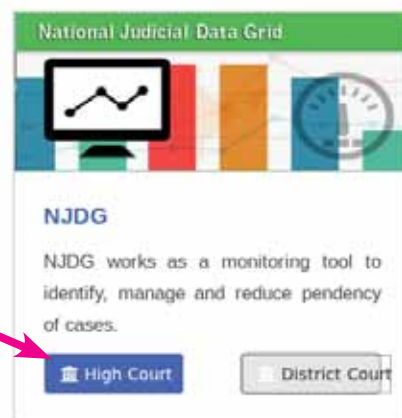 National Judicial Data Grid
NJDG
NJDG works as a monitoring tool to
identify, manage and reduce pendency
of cases.
High Court
District Court